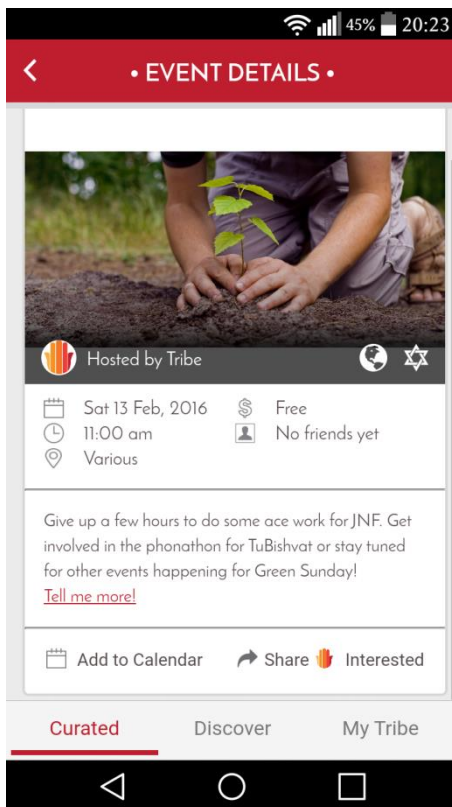 45% 20:23
• EVENT DETAILS •
Hosted by Tribe
Sat 13 Feb, 2016
Free
11:00 am
No friends yet
Various
Give up a few hours to do some ace work for JNF. Get
involved in the phonathon for TuBishvat or stay tuned
for other events happening for Green Sunday!
Tell me more!
Add to Calendar
Share
Interested
Curated
Discover
My Tribe